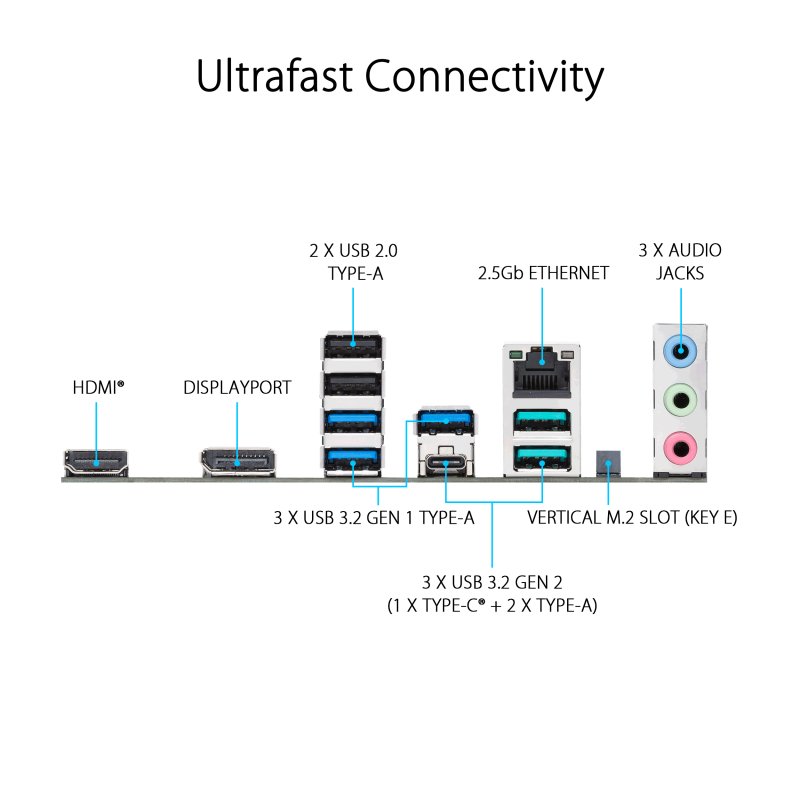 Ultrafast Connectivity
2 X USB 2.0
TYPE-A
2.5Gb ETHERNET
3 X AUDIO
JACKS
HDMI®
DISPLAYPORT
3 X USB 3.2 GEN 1 TYPE-A
VERTICAL M.2 SLOT (KEY E)
3 X USB 3.2 GEN 2
(1 X TYPE-C® + 2 X TYPE-A)